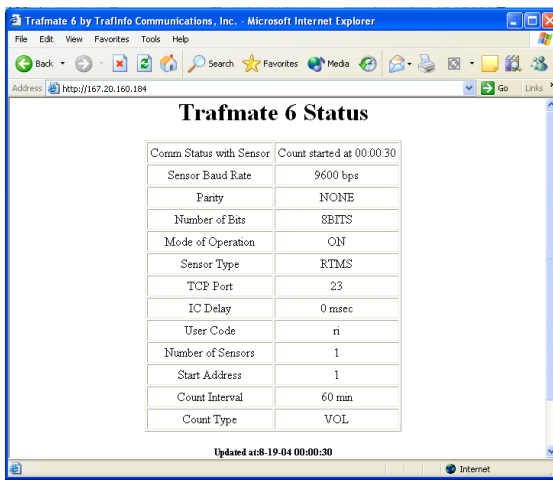 Trafmate 6 by TrafInfo Communications, Inc. - Microsoft Internet Explorer
File Edit View Favorites Tools Help
Back Search Favorites Media
Address http://167.20.160.184 Go Links
Trafmate 6 Status
Comm Status with Sensor Count started at 00:00:30
Sensor Baud Rate 9600 bps
Parity NONE
Number of Bits 8BITS
Mode of Operation ON
Sensor Type RTMS
TCP Port 23
IC Delay 0 msec
User Code ri
Number of Sensors 1
Start Address 1
Count Interval 60 min
Count Type VOL
Updated at:8-19-04 00:00:30
Internet